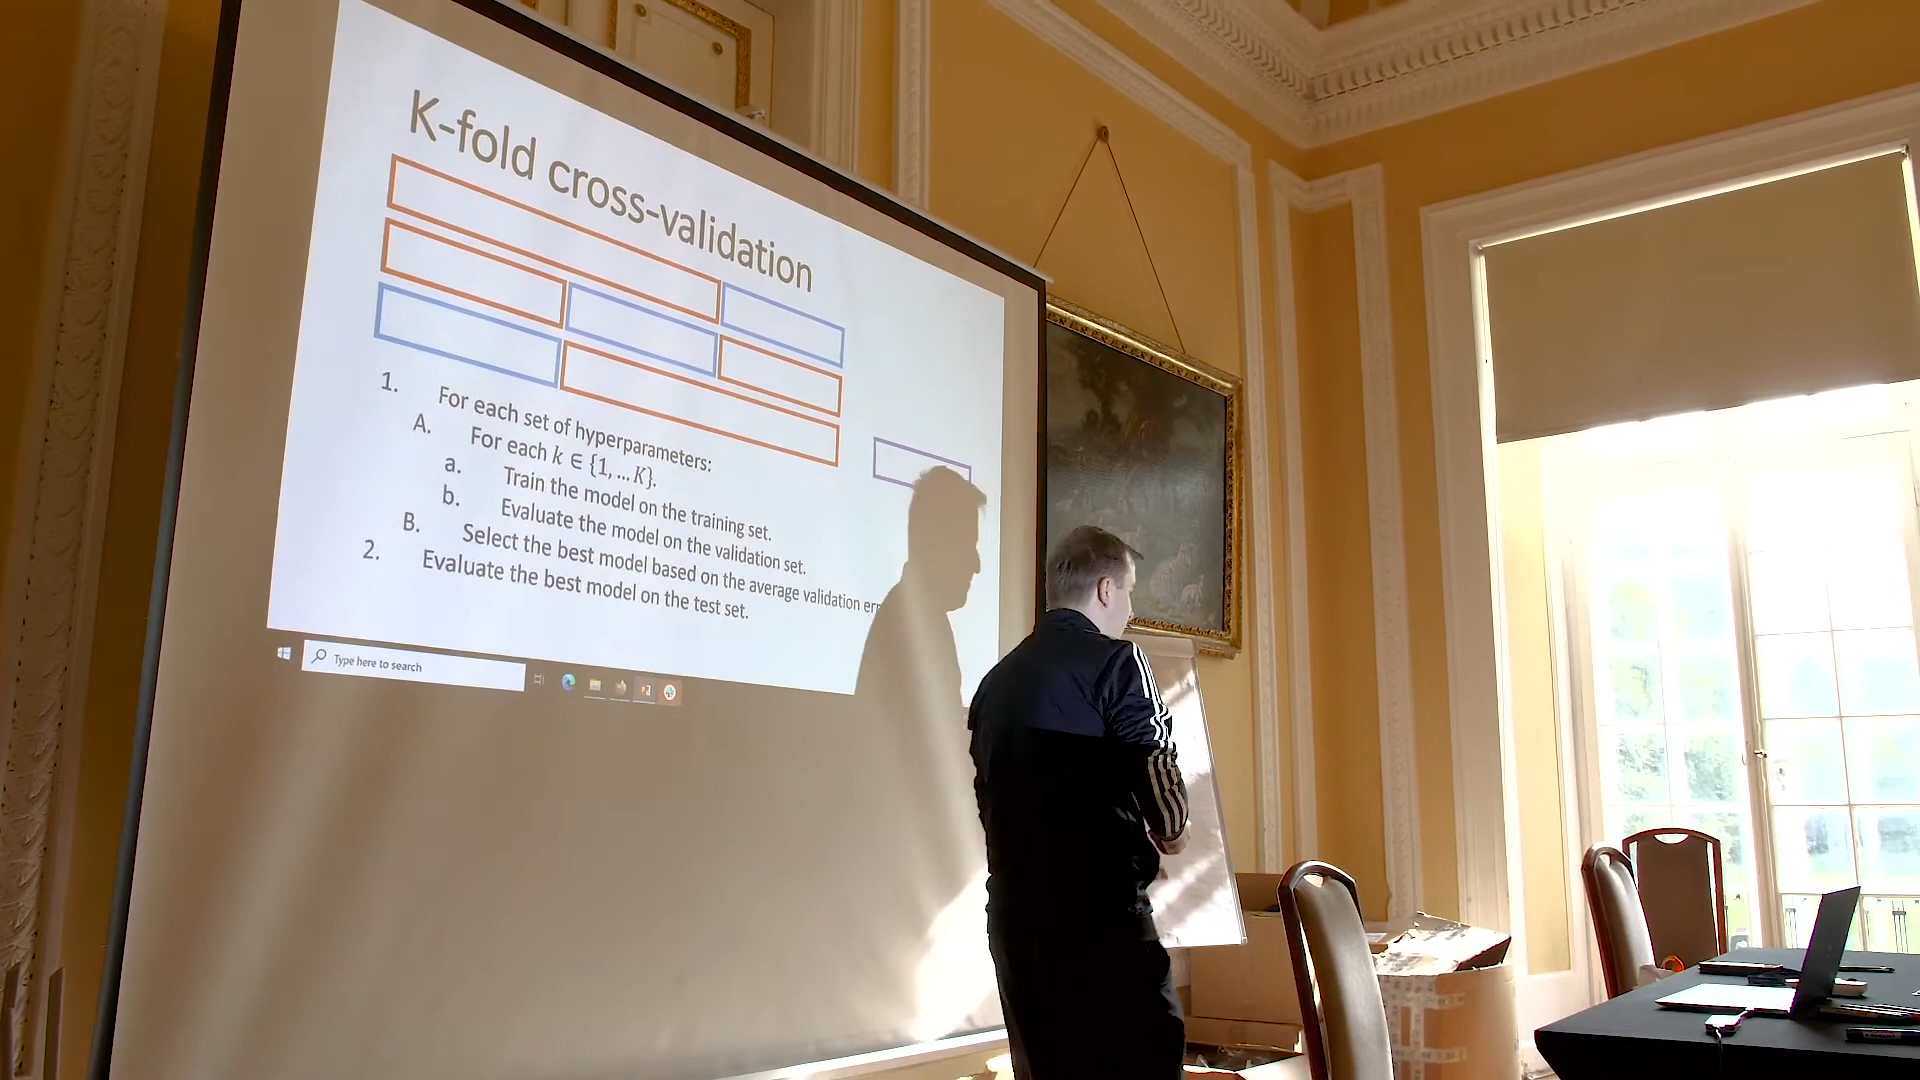 K-fold cross-validation
1. For each set of hyperparameters:
A. For each k ∈ {1, ... K}.
a. Train the model on the training set.
b. Evaluate the model on the validation set.
B. Select the best model based on the average validation err
2. Evaluate the best model on the test set.
Type here to search